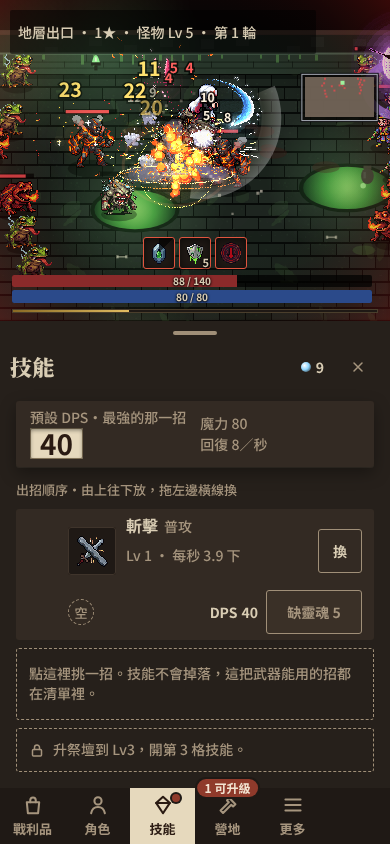 地層出口 · 1★ · 怪物 Lv 5 · 第 1 輪
11 5 4
4
23
22
20
10
5
8
5
88 / 140
80 / 80
技能
9
預設 DPS · 最強的那一招
40
魔力 80
回復 8／秒
出招順序 · 由上往下放，拖左邊橫線換
斬擊 普攻
Lv 1 · 每秒 3.9 下
換
空
DPS 40
缺靈魂 5
點這裡挑一招。技能不會掉落，這把武器能用的招都在清單裡。
升祭壇到 Lv3，開第 3 格技能。
1 可升級
戰利品
角色
技能
營地
更多